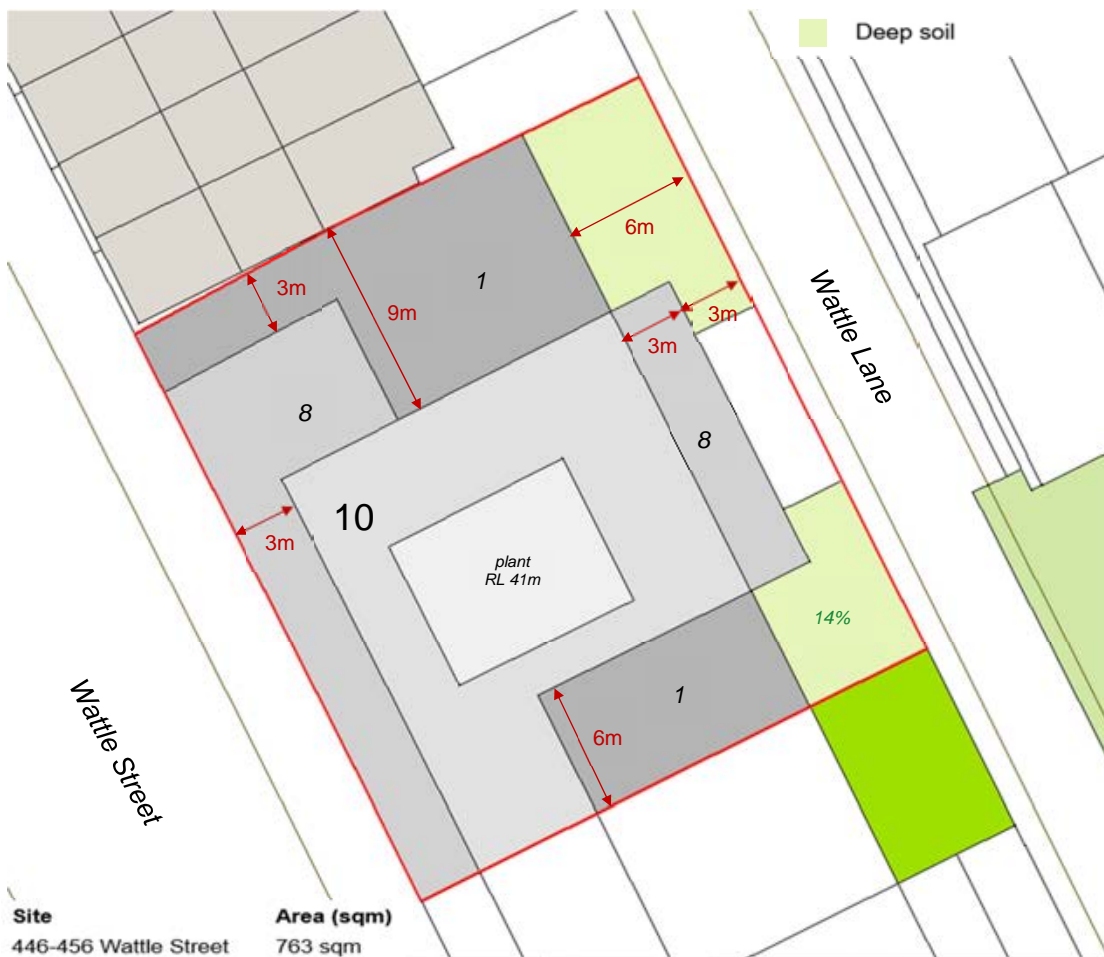 Deep soil
1
6m
3m
9m
3m
3m
Wattle Lane
8
8
10
3m
plant
RL 41m
14%
1
6m
Wattle Street
Site Area (sqm)
446-456 Wattle Street 763 sqm